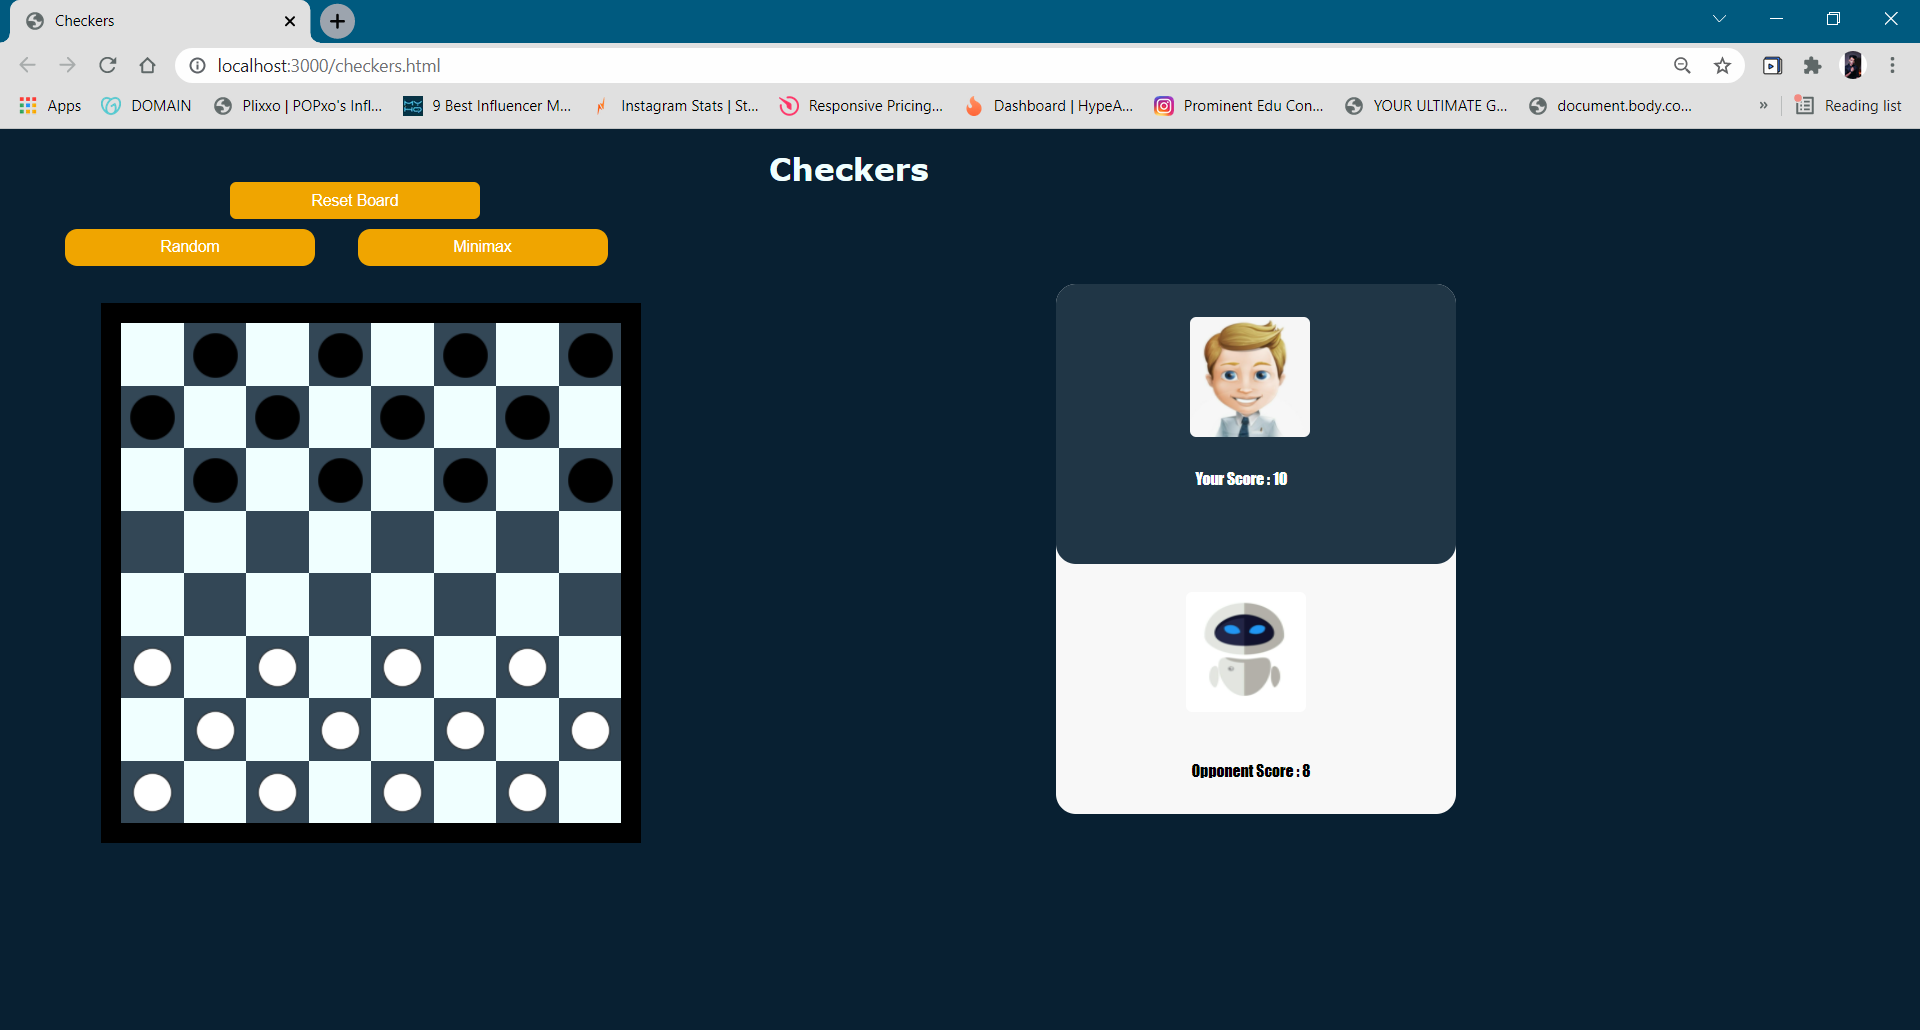 Checkers
localhost:3000/checkers.html
Apps
DOMAIN
Plixxo | POPxo's Infl...
9 Best Influencer M...
Instagram Stats | St...
Responsive Pricing...
Dashboard | HypeA...
Prominent Edu Con...
YOUR ULTIMATE G...
document.body.co...
»
Reading list
Checkers
Reset Board
Random
Minimax
Your Score : 10
Opponent Score : 8